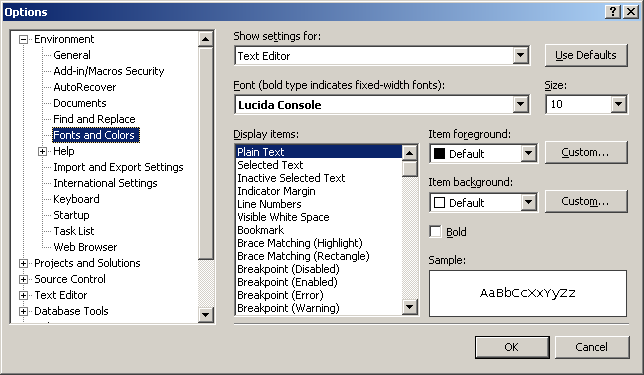 Options
Environment
General
Add-in/Macros Security
AutoRecover
Documents
Find and Replace
Fonts and Colors
Help
Import and Export Settings
International Settings
Keyboard
Startup
Task List
Web Browser
Projects and Solutions
Source Control
Text Editor
Database Tools
Show settings for:
Text Editor
Use Defaults
Font (bold type indicates fixed-width fonts):
Size:
Lucida Console
10
Display items:
Plain Text
Selected Text
Inactive Selected Text
Indicator Margin
Line Numbers
Visible White Space
Bookmark
Brace Matching (Highlight)
Brace Matching (Rectangle)
Breakpoint (Disabled)
Breakpoint (Enabled)
Breakpoint (Error)
Breakpoint (Warning)
Item foreground:
Default
Custom...
Item background:
Default
Custom...
Bold
Sample:
AaBbCcXxYyZz
OK
Cancel